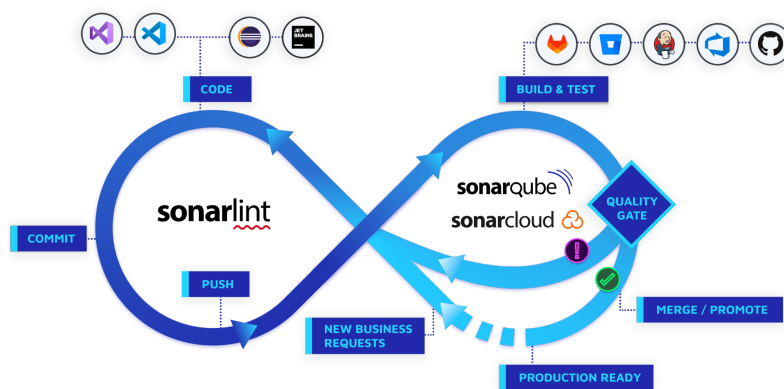 JET
BRAINS
CODE
BUILD & TEST
sonarlint
sonarqube
sonarcloud
QUALITY
GATE
COMMIT
PUSH
NEW BUSINESS
REQUESTS
MERGE / PROMOTE
PRODUCTION READY